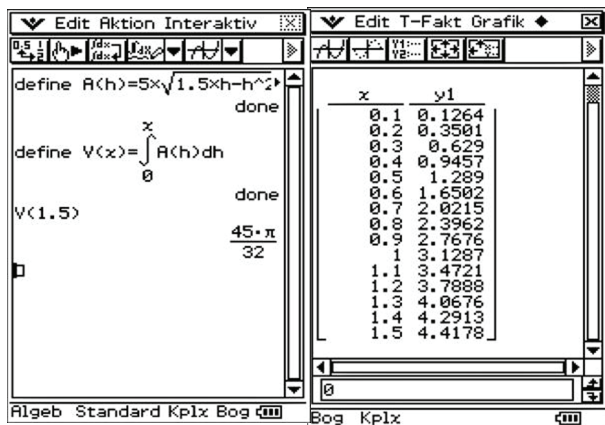 Edit Aktion Interaktiv
define A(h)=5×√1.5×h-h^2
done
define V(x)=∫A(h)dh
x
0
done
V(1.5)
45·π
32
Algeb Standard Kplx Bog
Edit T-Fakt Grafik
Y1:
Y2:
x y1
0.1 0.1264
0.2 0.3501
0.3 0.629
0.4 0.9457
0.5 1.289
0.6 1.6502
0.7 2.0215
0.8 2.3962
0.9 2.7676
1 3.1287
1.1 3.4721
1.2 3.7888
1.3 4.0676
1.4 4.2913
1.5 4.4178
0
Bog Kplx